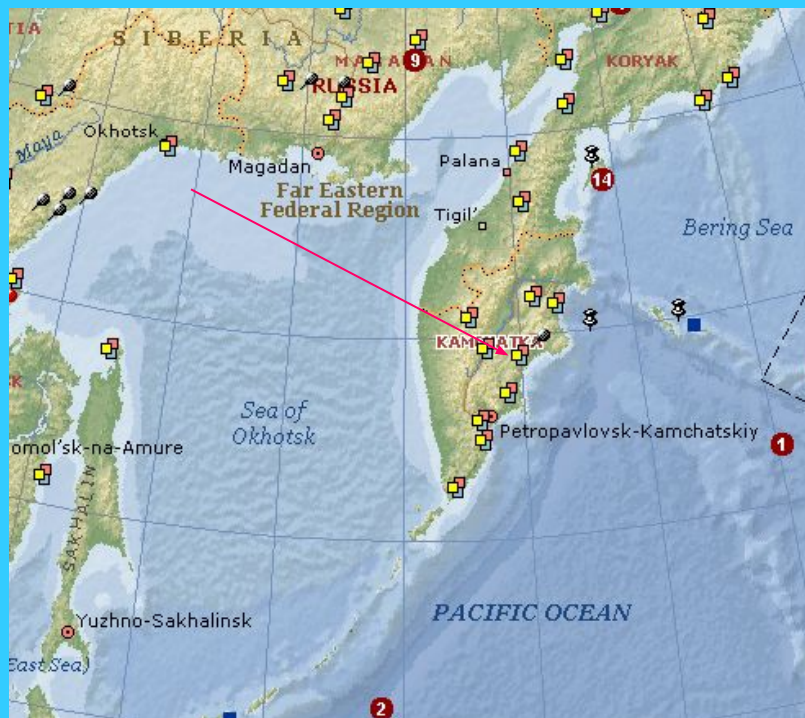 SIBERIA
9
KORYAK
RUSSIA
Okhotsk
Maya
Magadan
Palana
14
Far Eastern
Federal Region
Tigil'
Bering Sea
KAMCHATKA
Sea of
Okhotsk
Petropavlovsk-Kamchatskiy
1
omol'sk-na-Amure
SAKHALIN
PACIFIC OCEAN
Yuzhno-Sakhalinsk
East Sea)
2